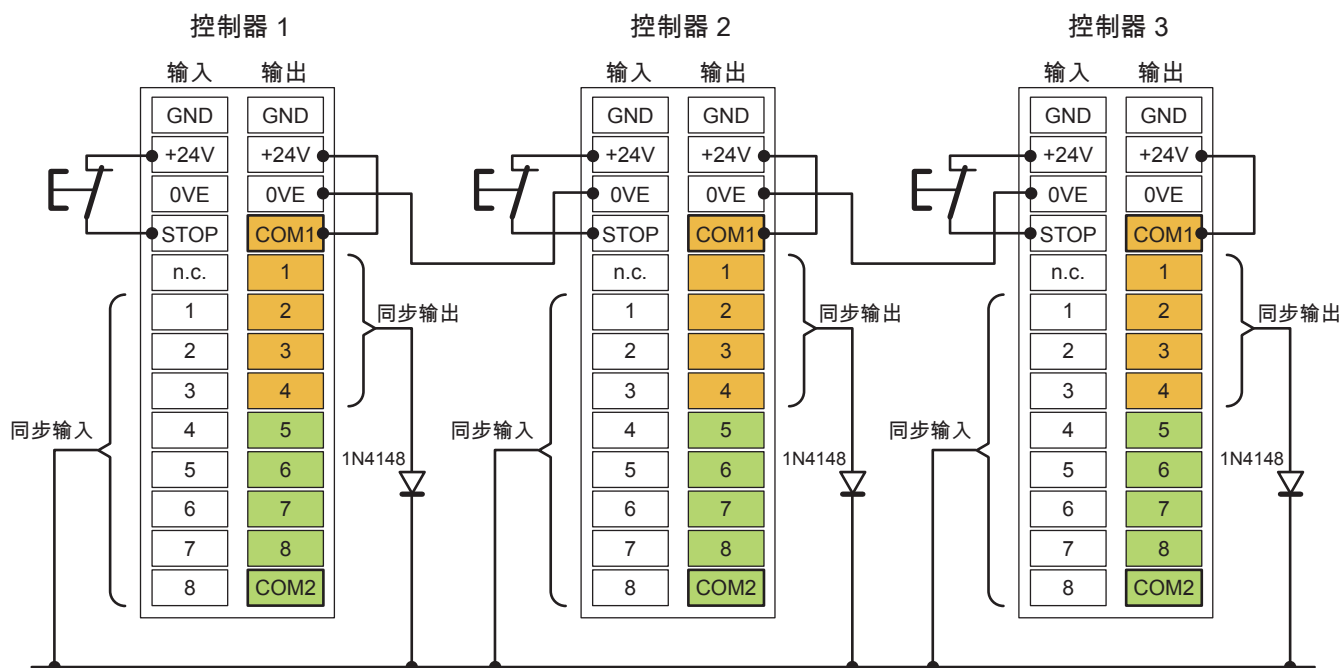 控制器 1 控制器 2 控制器 3
输入 输出 输入 输出 输入 输出
GND GND GND GND GND GND
+24V +24V +24V +24V +24V +24V
0VE 0VE 0VE 0VE 0VE 0VE
STOP COM1 STOP COM1 STOP COM1
n.c. 1 n.c. 1 n.c. 1
1 2 同步输出 1 2 同步输出 1 2 同步输出
2 3 2 3 2 3
3 4 3 4 3 4
同步输入 4 5 同步输入 4 5 同步输入 4 5
5 6 1N4148 5 6 1N4148 5 6 1N4148
6 7 6 7 6 7
7 8 7 8 7 8
8 COM2 8 COM2 8 COM2